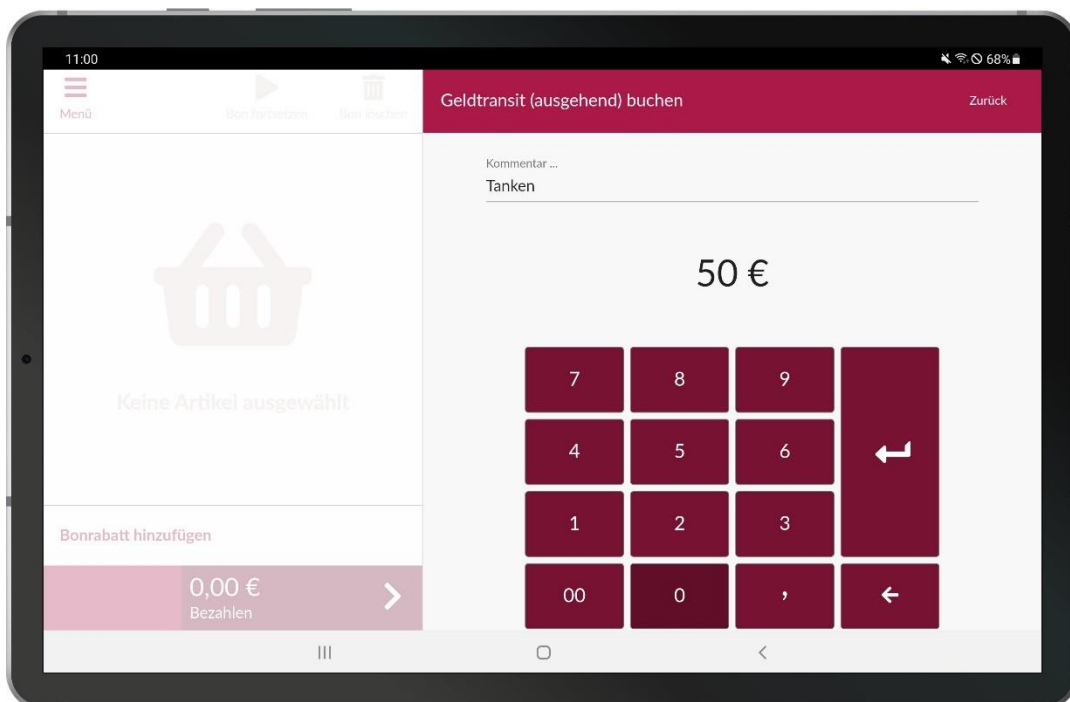 11:00
68%
Menü
Bon fortsetzen
Bon löschen
Geldtransit (ausgehend) buchen
Zurück
Kommentar ...
Tanken
50 €
Keine Artikel ausgewählt
7 8 9
4 5 6
1 2 3
00 0 ,
Bonrabatt hinzufügen
0,00 €
Bezahlen